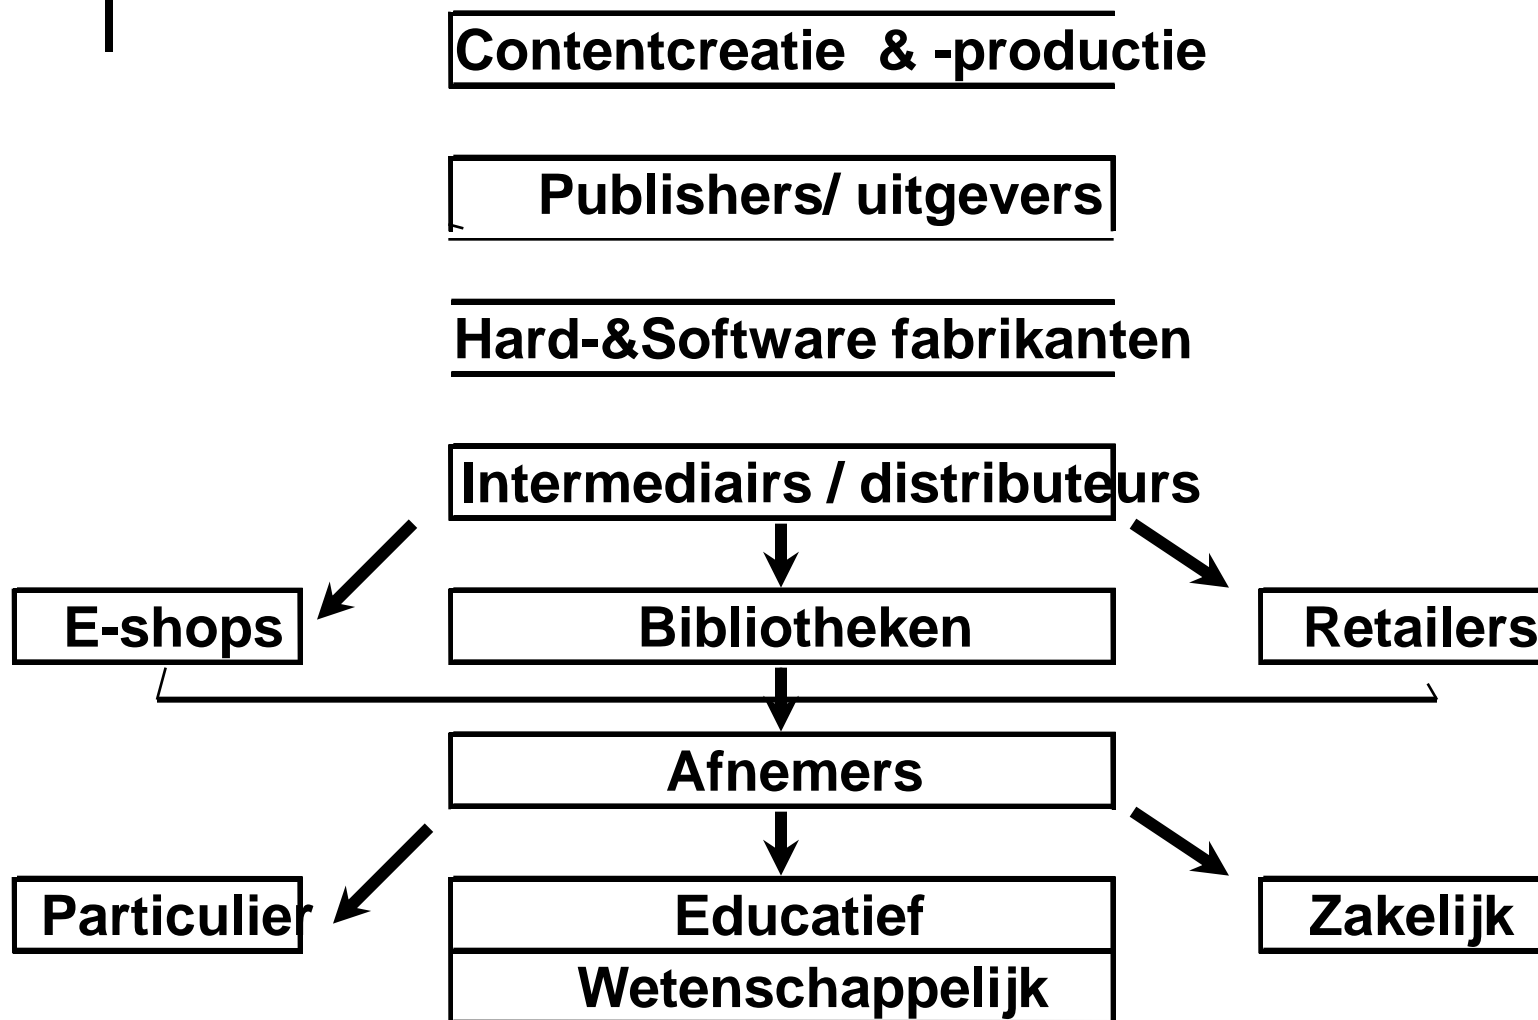 Contentcreatie & -productie
Publishers/ uitgevers
Hard-&Software fabrikanten
Intermediairs / distributeurs
E-shops
Bibliotheken
Retailers
Afnemers
Particulier
Educatief
Zakelijk
Wetenschappelijk